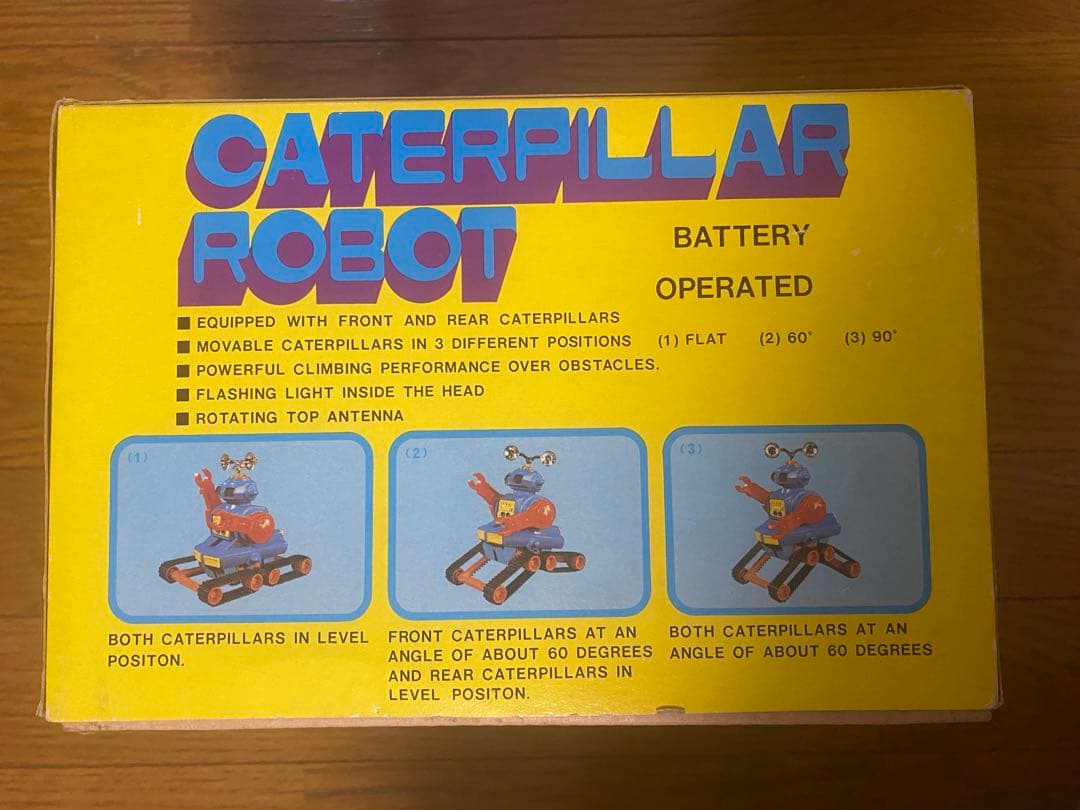 CATERPILLAR
ROBOT
BATTERY
OPERATED
■ EQUIPPED WITH FRONT AND REAR CATERPILLARS
■ MOVABLE CATERPILLARS IN 3 DIFFERENT POSITIONS (1) FLAT (2) 60° (3) 90°
■ POWERFUL CLIMBING PERFORMANCE OVER OBSTACLES.
■ FLASHING LIGHT INSIDE THE HEAD
■ ROTATING TOP ANTENNA
(1)
(2)
(3)
BOTH CATERPILLARS IN LEVEL
POSITON.
FRONT CATERPILLARS AT AN
ANGLE OF ABOUT 60 DEGREES
AND REAR CATERPILLARS IN
LEVEL POSITON.
BOTH CATERPILLARS AT AN
ANGLE OF ABOUT 60 DEGREES